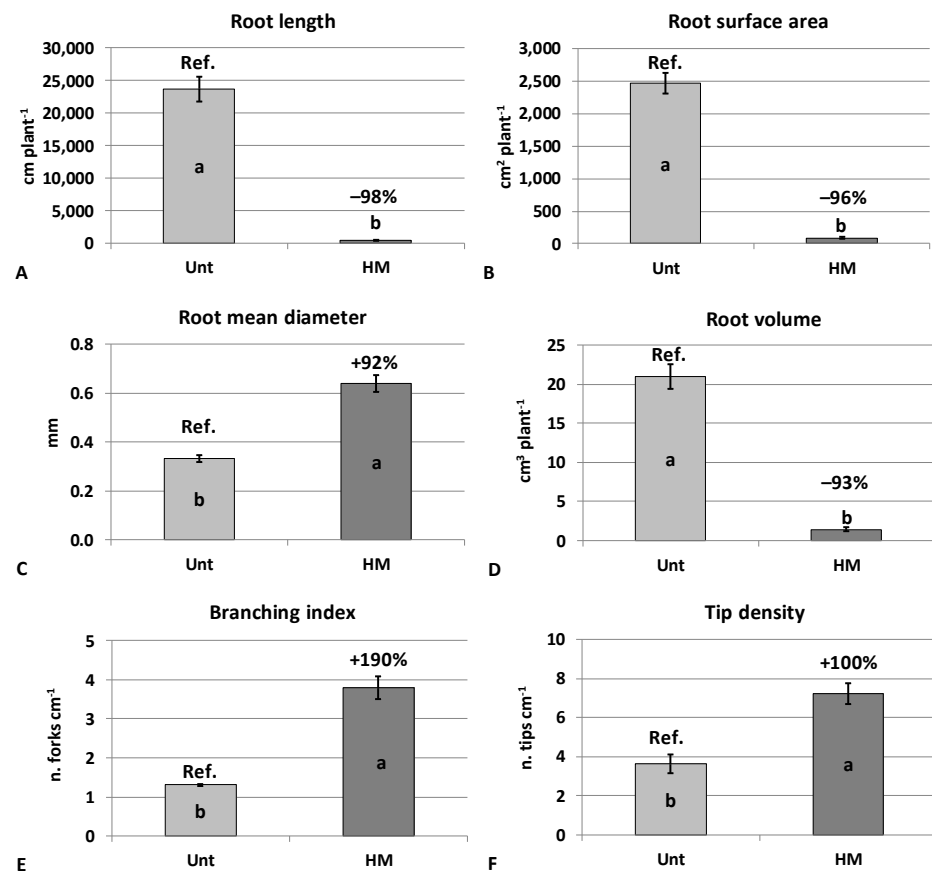 Root length
30,000
25,000
20,000
15,000
10,000
5,000
0
cm plant⁻¹
Ref.
a
−98%
b
Unt
HM
A
Root surface area
3,000
2,500
2,000
1,500
1,000
500
0
cm² plant⁻¹
Ref.
a
−96%
b
Unt
HM
B
Root mean diameter
0.8
0.6
0.4
0.2
0.0
mm
Ref.
b
+92%
a
Unt
HM
C
Root volume
25
20
15
10
5
0
cm³ plant⁻¹
Ref.
a
−93%
b
Unt
HM
D
Branching index
5
4
3
2
1
0
n. forks cm⁻¹
Ref.
b
+190%
a
Unt
HM
E
Tip density
10
8
6
4
2
0
n. tips cm⁻¹
Ref.
b
+100%
a
Unt
HM
F